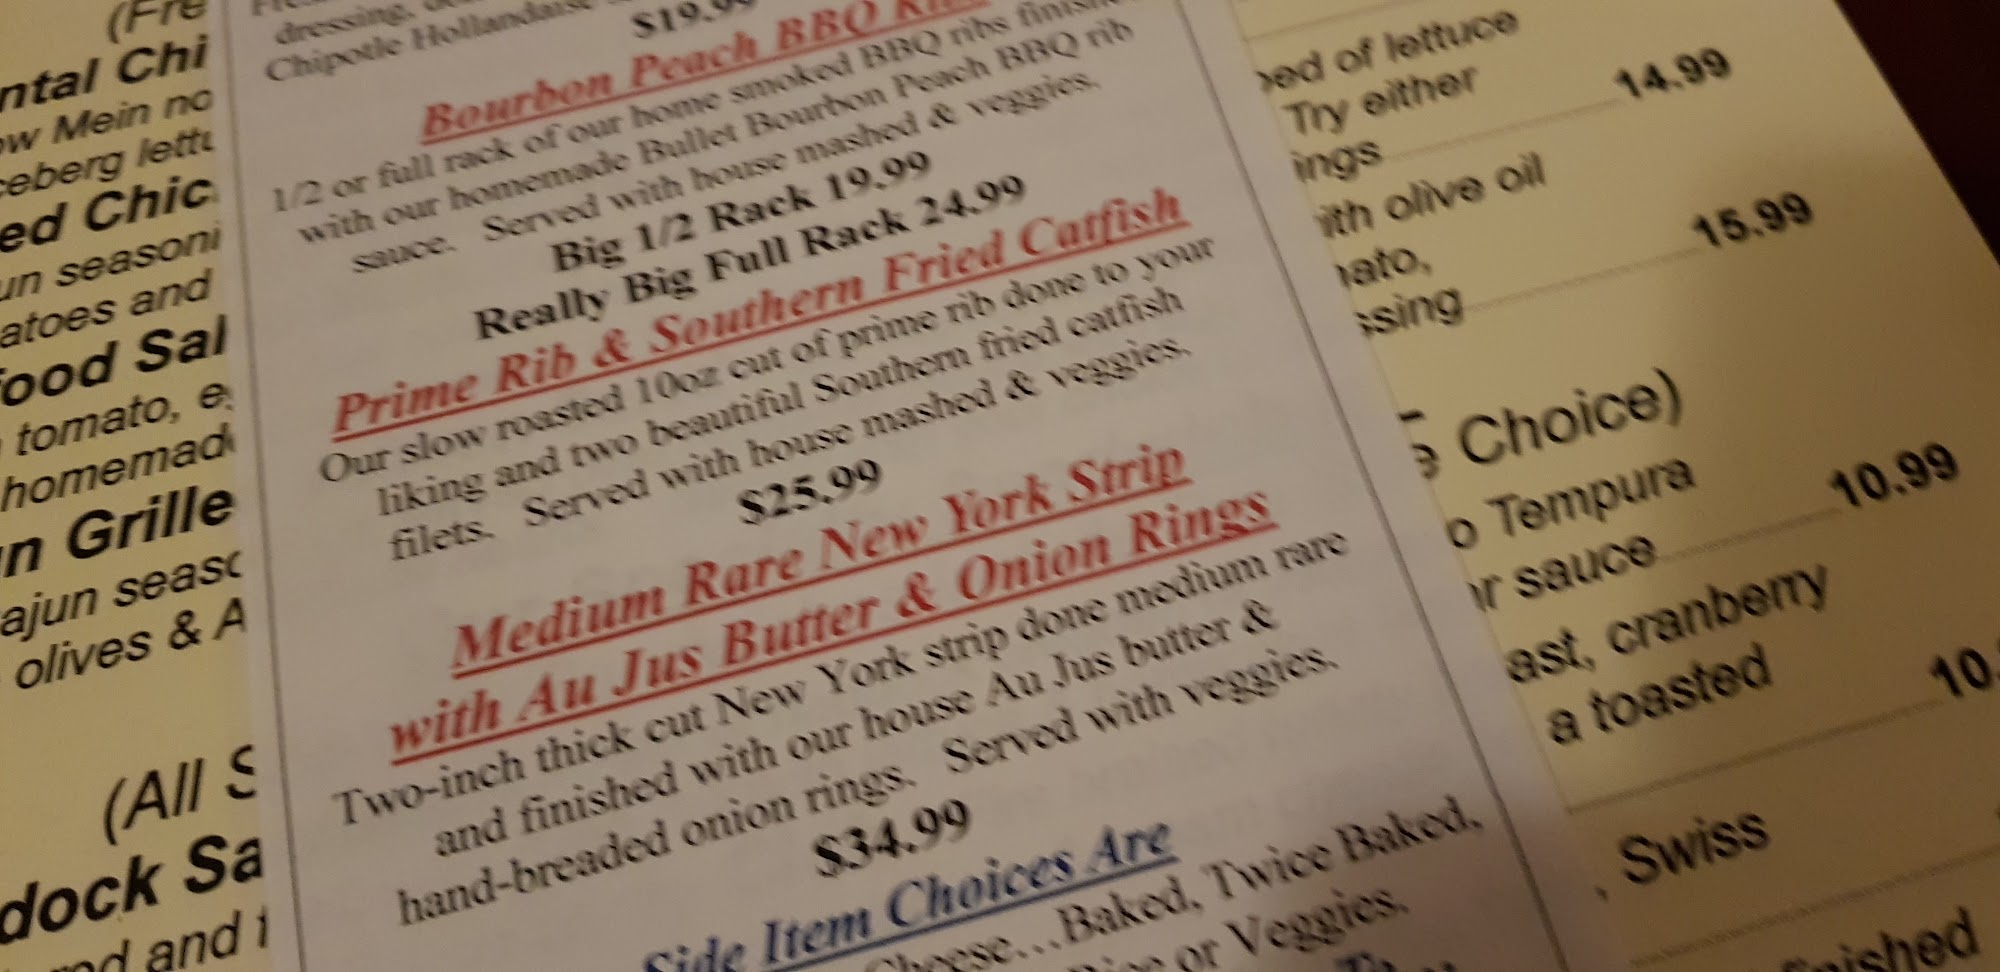 (Fre
ntal Chi
ow Mein no
ceberg lettu
ed Chic
un seasoni
atoes and
ood Sal
tomato, e
homemad
n Grille
ajun seaso
olives & A
(All S
dock Sa
and
dressing,
Chipotle Hollandaise
$19.99
Bourbon Peach BBQ
1/2 or full rack of our home smoked BBQ ribs finish
with our homemade Bullet Bourbon Peach BBQ rib
sauce. Served with house mashed & veggies.
Big 1/2 Rack 19.99
Really Big Full Rack 24.99
Prime Rib & Southern Fried Catfish
Our slow roasted 10oz cut of prime rib done to your
liking and two beautiful Southern fried catfish
filets. Served with house mashed & veggies.
$25.99
Medium Rare New York Strip
with Au Jus Butter & Onion Rings
Two-inch thick cut New York strip done medium rare
and finished with our house Au Jus butter &
hand-breaded onion rings. Served with veggies.
$34.99
Side Item Choices Are
Cheese...Baked, Twice Baked,
or Veggies.
bed of lettuce
Try either
ings 14.99
ith olive oil
ato,
ssing 15.99
e Choice)
o Tempura
r sauce 10.99
ast, cranberry
a toasted 10.
, Swiss